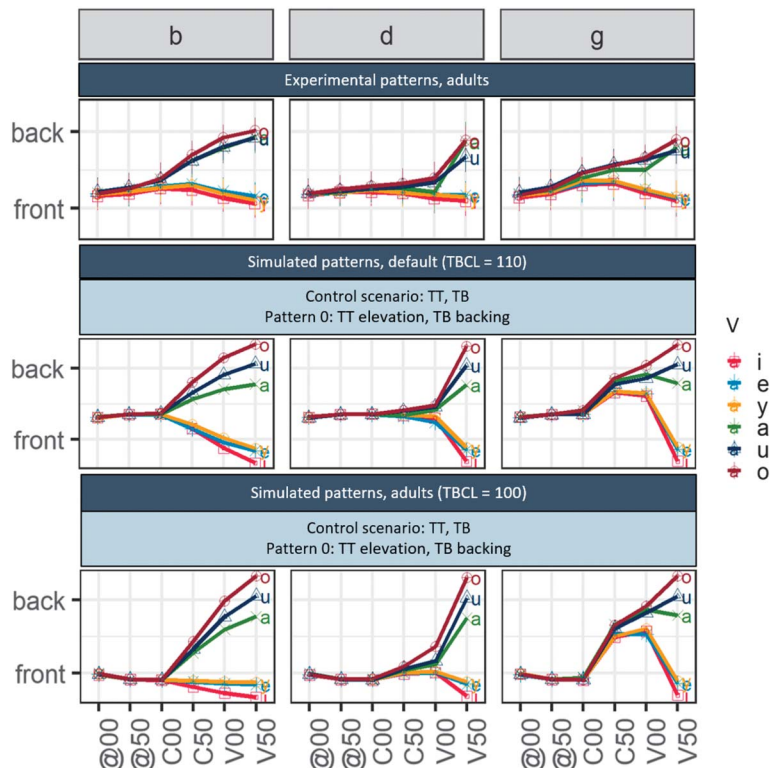 b d g
Experimental patterns, adults
back
front
o
u
e
o
a
u
o
u
Simulated patterns, default (TBCL = 110)
Control scenario: TT, TB
Pattern 0: TT elevation, TB backing
back
front
o
u
a
e
i
o
u
a
e
i
o
u
a
e
i
V
i
e
y
a
u
o
Simulated patterns, adults (TBCL = 100)
Control scenario: TT, TB
Pattern 0: TT elevation, TB backing
back
front
o
u
a
e
i
o
u
a
e
i
o
u
a
e
i
@00 @50 C00 C50 V00 V50 @00 @50 C00 C50 V00 V50 @00 @50 C00 C50 V00 V50